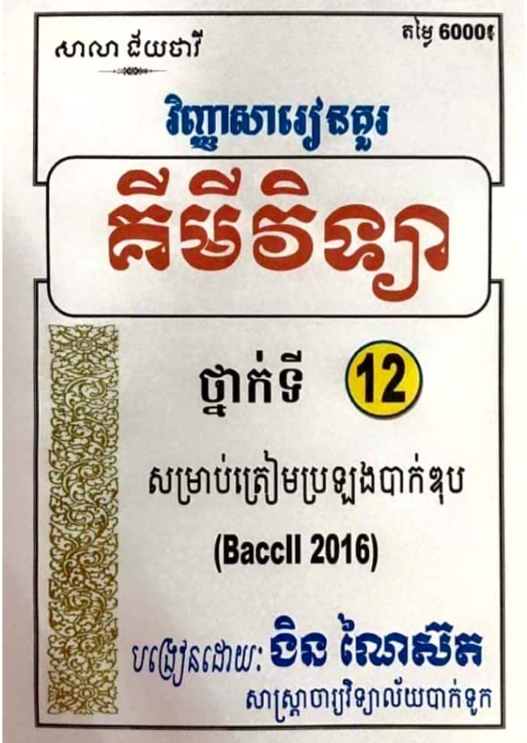 សាលា ជ័យថាវី
តម្លៃ 6000៛
វិញ្ញាសារៀនគួរ
គីមីវិទ្យា
ថ្នាក់ទី 12
សម្រាប់ត្រៀមប្រឡងបាក់ឌុប
(BaccII 2016)
បង្រៀនដោយ: ងិន ណៃស៊ត
សាស្ត្រាចារ្យវិទ្យាល័យបាក់ទូក